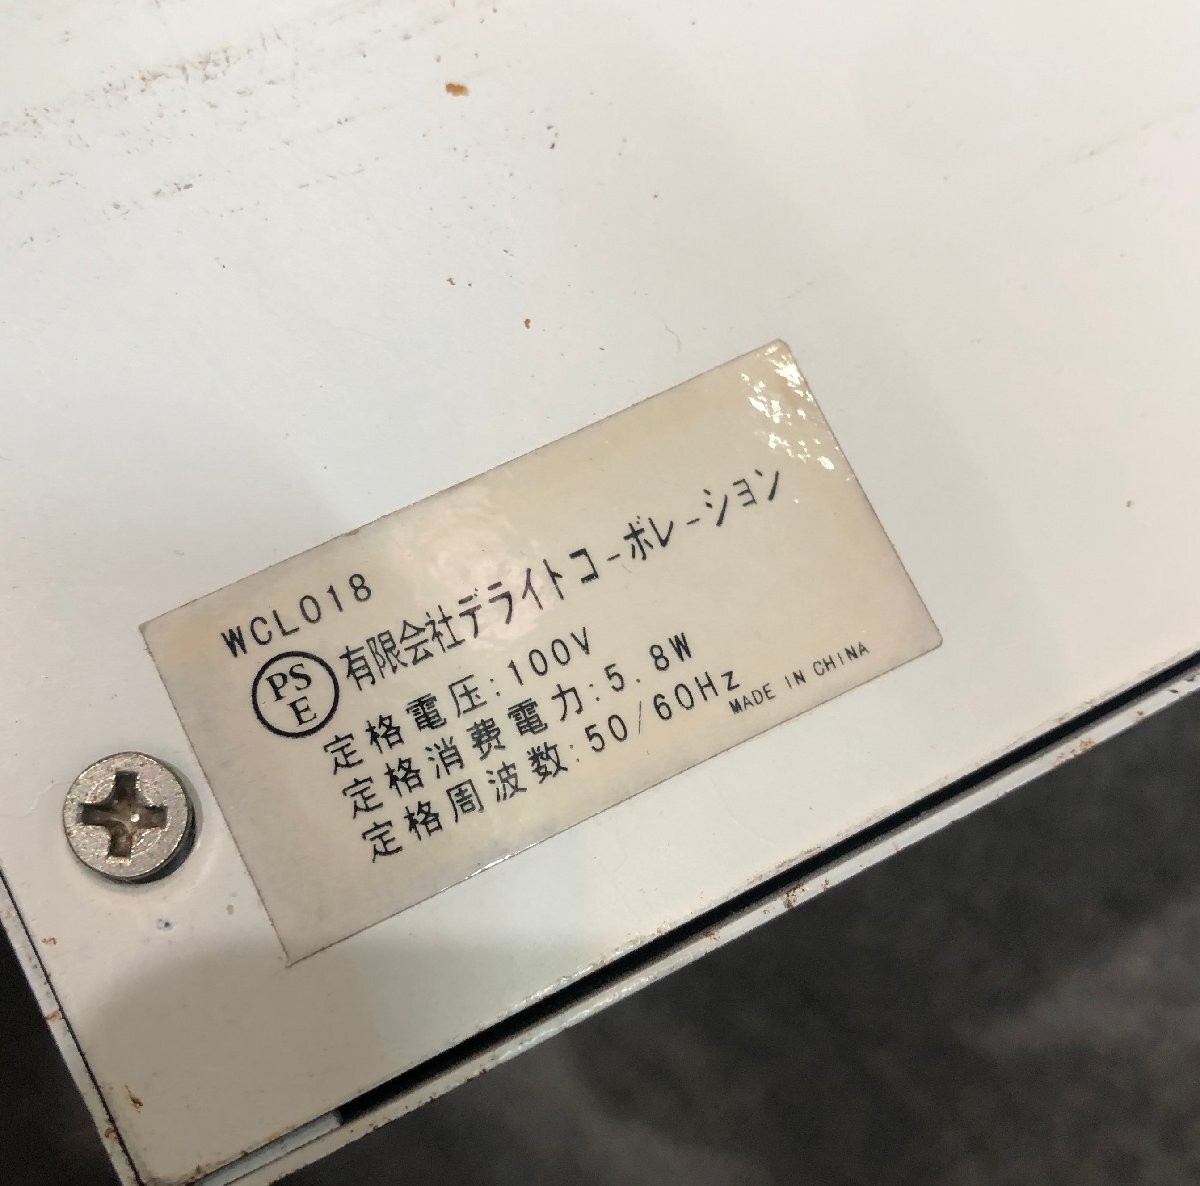 WCL018
PS
E
有限会社デライトコーポレーション
定格電圧:100V
定格消費電力:5.8W
定格周波数:50/60Hz
MADE IN CHINA